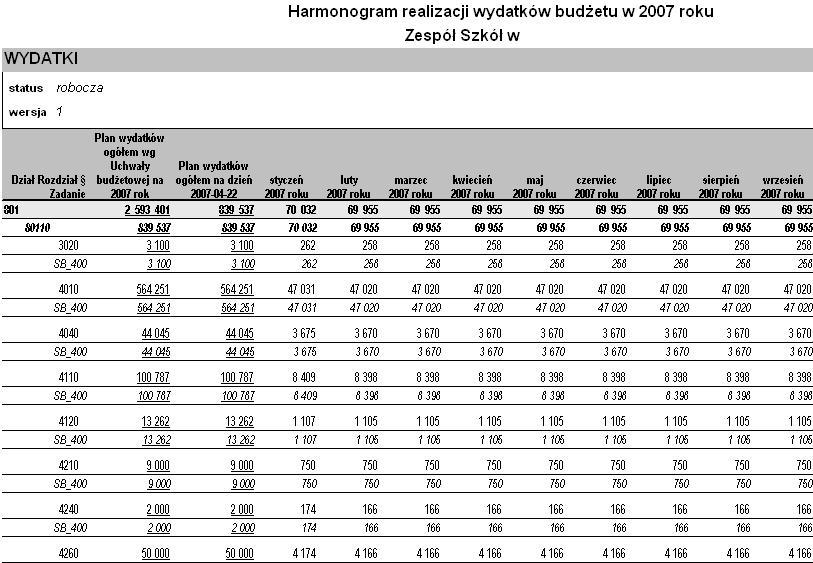 Harmonogram realizacji wydatków budżetu w 2007 roku
Zespół Szkół w
WYDATKI
status robocza
wersja 1
Dział Rozdział § Zadanie Plan wydatków ogółem wg Uchwały budżetowej na 2007 rok Plan wydatków ogółem na dzień 2007-04-22 styczeń 2007 roku luty 2007 roku marzec 2007 roku kwiecień 2007 roku maj 2007 roku czerwiec 2007 roku lipiec 2007 roku sierpień 2007 roku wrzesień 2007 roku
801 2 593 401 839 537 70 032 69 955 69 955 69 955 69 955 69 955 69 955 69 955 69 955
80110 839 537 839 537 70 032 69 955 69 955 69 955 69 955 69 955 69 955 69 955 69 955
3020 3 100 3 100 262 258 258 258 258 258 258 258 258
SB_400 3 100 3 100 262 258 258 258 258 258 258 258 258
4010 564 251 564 251 47 031 47 020 47 020 47 020 47 020 47 020 47 020 47 020 47 020
SB_400 564 251 564 251 47 031 47 020 47 020 47 020 47 020 47 020 47 020 47 020 47 020
4040 44 045 44 045 3 675 3 670 3 670 3 670 3 670 3 670 3 670 3 670 3 670
SB_400 44 045 44 045 3 675 3 670 3 670 3 670 3 670 3 670 3 670 3 670 3 670
4110 100 787 100 787 8 409 8 398 8 398 8 398 8 398 8 398 8 398 8 398 8 398
SB_400 100 787 100 787 8 409 8 398 8 398 8 398 8 398 8 398 8 398 8 398 8 398
4120 13 262 13 262 1 107 1 105 1 105 1 105 1 105 1 105 1 105 1 105 1 105
SB_400 13 262 13 262 1 107 1 105 1 105 1 105 1 105 1 105 1 105 1 105 1 105
4210 9 000 9 000 750 750 750 750 750 750 750 750 750
SB_400 9 000 9 000 750 750 750 750 750 750 750 750 750
4240 2 000 2 000 174 166 166 166 166 166 166 166 166
SB_400 2 000 2 000 174 166 166 166 166 166 166 166 166
4260 50 000 50 000 4 174 4 166 4 166 4 166 4 166 4 166 4 166 4 166 4 166